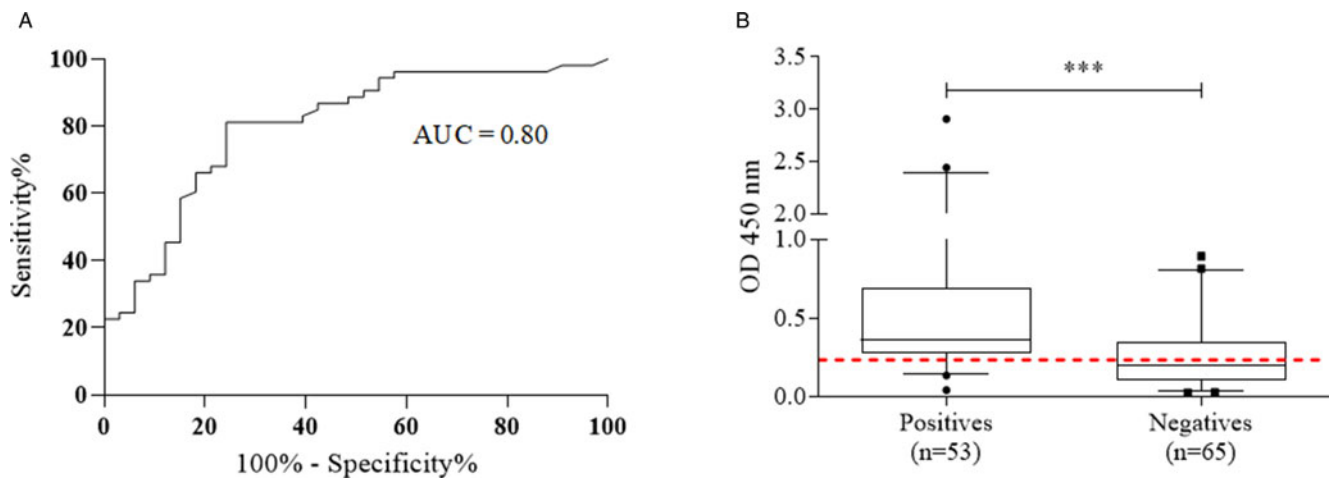 A
100
80
60
40
20
0
Sensitivity%
AUC = 0.80
0 20 40 60 80 100
100% - Specificity%
B
3.5
3.0
2.5
2.0
1.0
0.5
0.0
OD 450 nm
***
Positives Negatives
(n=53) (n=65)